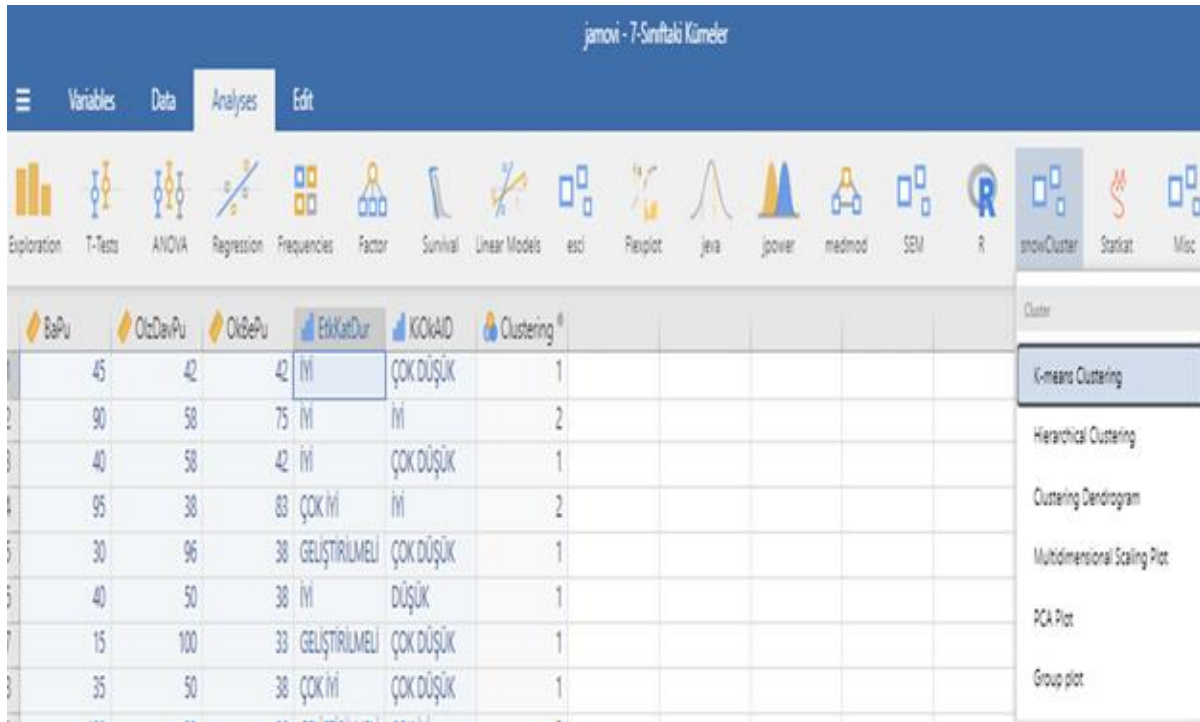 jamovi - 7-Sınıftaki Kümeler
Variables Data Analyses Edit
Exploration T-Tests ANOVA Regression Frequencies Factor Survival Linear Models esci Flexplot jeva jpower medmod SEM R snowCluster Statkat Misc
Cluster
BaPu OlzDavPu OkBePu EtkKatDur KiOkAlD Clustering
45 42 42 İYİ ÇOK DÜŞÜK 1
K-means Clustering
90 58 75 İYİ İYİ 2
Hierarchical Clustering
40 58 42 İYİ ÇOK DÜŞÜK 1
95 38 83 ÇOK İYİ İYİ 2
Clustering Dendrogram
30 96 38 GELİŞTİRİLMELİ ÇOK DÜŞÜK 1
Multidimensional Scaling Plot
40 50 38 İYİ DÜŞÜK 1
PCA Plot
15 100 33 GELİŞTİRİLMELİ ÇOK DÜŞÜK 1
35 50 38 ÇOK İYİ ÇOK DÜŞÜK 1
Group plot